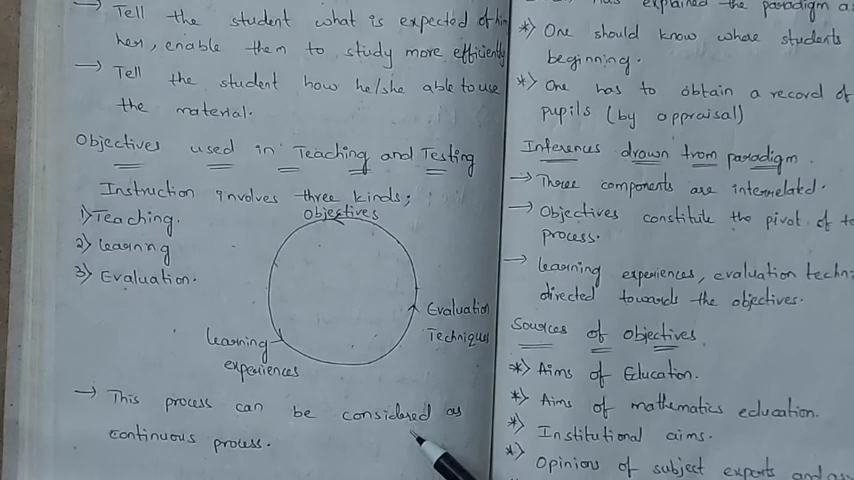 → Tell the student what is expected of him
her, enable them to study more efficiently
→ Tell the student how he/she able to use
the material.
Objectives used in Teaching and Testing
Instruction involves three kinds;
1) Teaching.
2) learning
3) Evaluation.
objectives
Evaluation
Techniques
learning
experiences
→ This process can be considered as
continuous process.
explained the paradigm
*) One should know where students
beginning.
*) One has to obtain a record of
pupils (by appraisal)
Inferences drawn from paradigm.
→ Three components are interrelated.
→ Objectives constitute the pivot of
process.
→ learning experiences, evaluation
directed towards the objectives.
Sources of objectives
*) Aims of Education.
*) Aims of mathematics education.
*) Institutional aims.
*) Opinions of subject experts and